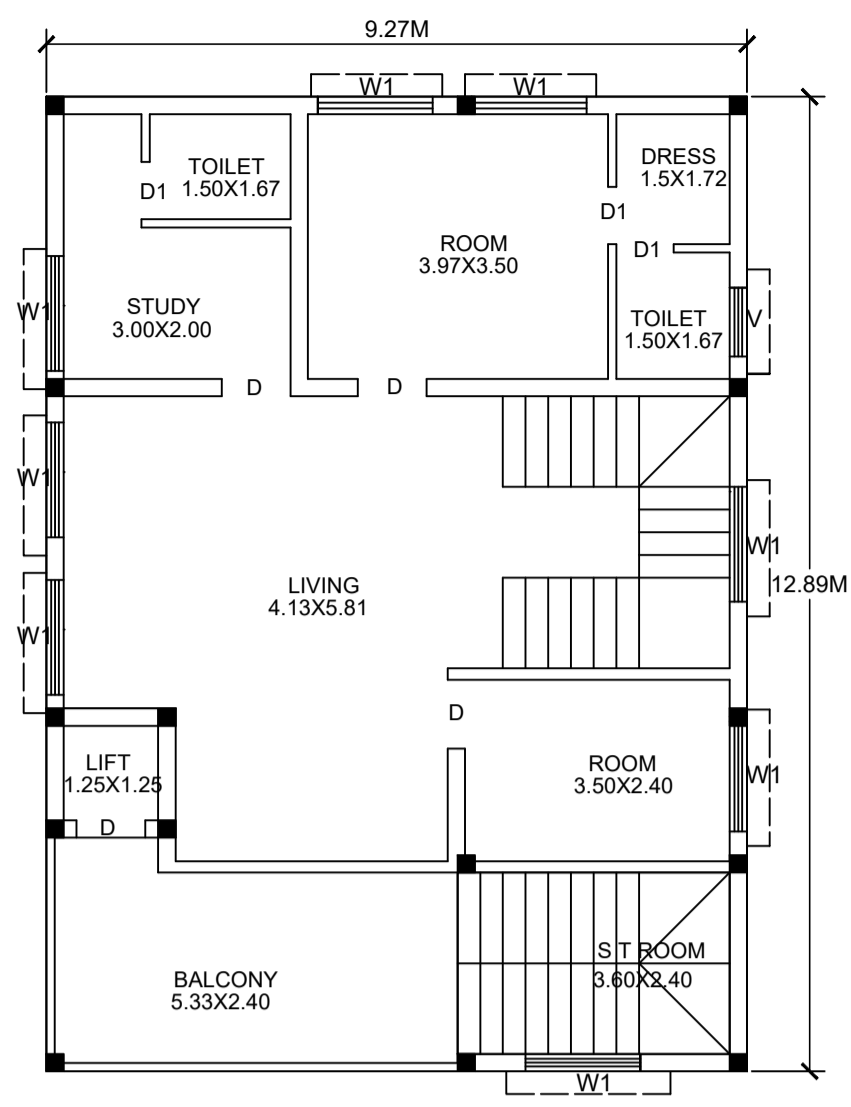 9.27M
W1
W1
TOILET
1.50X1.67
D1
DRESS
1.5X1.72
D1
D1
ROOM
3.97X3.50
W1
STUDY
3.00X2.00
TOILET
1.50X1.67
V
D
D
W1
W1
12.89M
LIVING
4.13X5.81
W1
D
LIFT
1.25X1.25
D
ROOM
3.50X2.40
W1
S T ROOM
3.60X2.40
BALCONY
5.33X2.40
W1